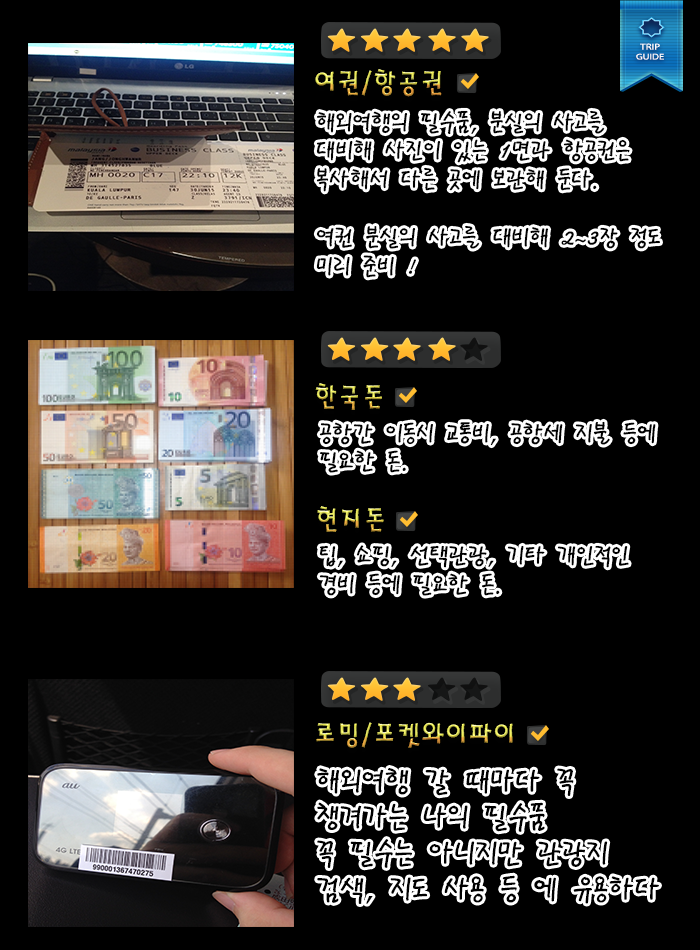 TRIP
GUIDE
여권/항공권
해외여행의 필수품, 분실의 사고를,
대비해 사진이 있는 1면과 항공권은
복사해서 다른 곳에 보관해 둔다.
여권 분실의 사고를, 대비해 2~3장 정도
미리 준비 !
LG
BUSINESS CLASS
MH 0020
C17
22:10
12K
KUALA LUMPUR
DE GAULLE-PARIS
한국돈
공항간 이동시 교통비, 공항세 지불, 등에
필요한 돈.
현지돈
팁, 쇼핑, 선택관광, 기타 개인적인
경비 등에 필요한 돈.
100
10
100
10
50
20
50
20
50
5
5
20
10
로밍/포켓와이파이
해외여행 갈 때마다 꼭
챙겨가는 나의 필수품
꼭 필수는 아니지만 관광지
검색, 지도 사용 등 에 유용하다
au
4G LTE
990001367470275